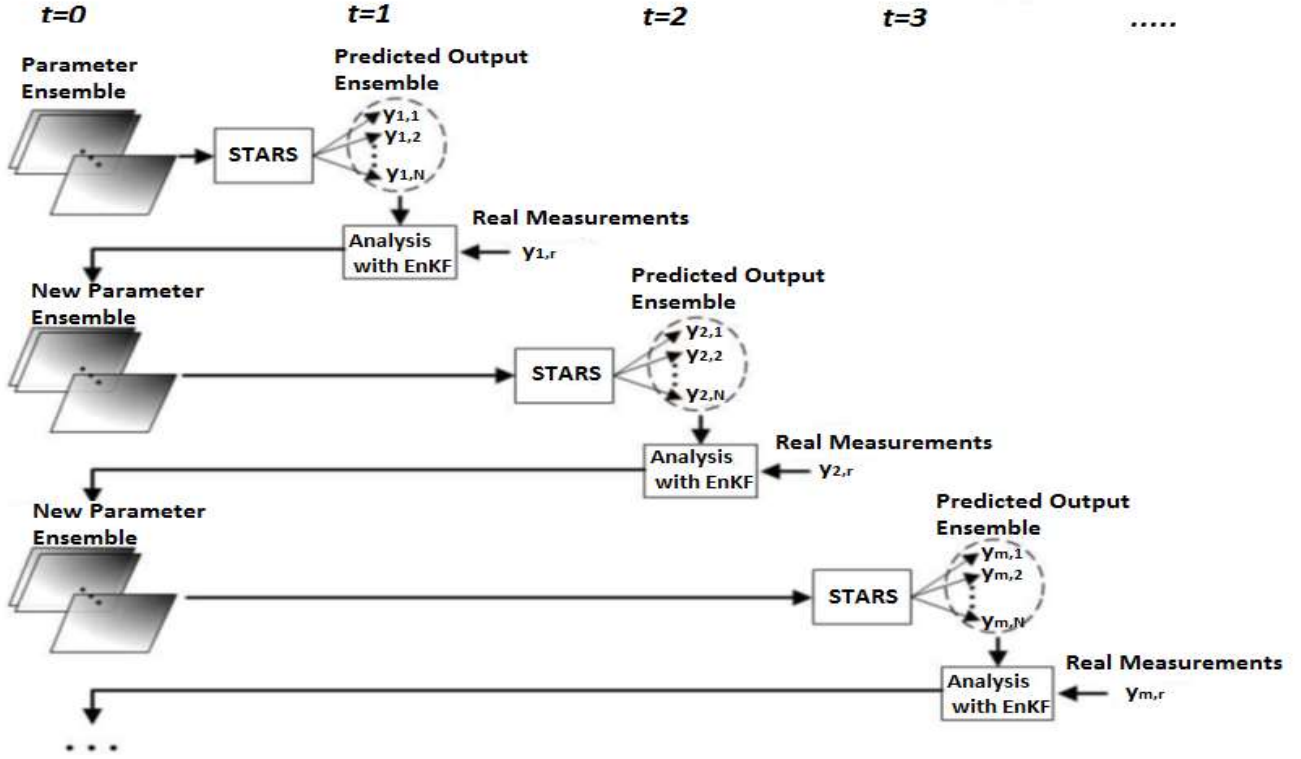 t=0 t=1 t=2 t=3 .....
Parameter
Ensemble
Predicted Output
Ensemble
STARS
y1,1
y1,2
y1,N
Real Measurements
Analysis
with EnKF
y1,r
New Parameter
Ensemble
Predicted Output
Ensemble
STARS
y2,1
y2,2
y2,N
Real Measurements
Analysis
with EnKF
y2,r
New Parameter
Ensemble
Predicted Output
Ensemble
STARS
ym,1
ym,2
ym,N
Real Measurements
Analysis
with EnKF
ym,r
. . .